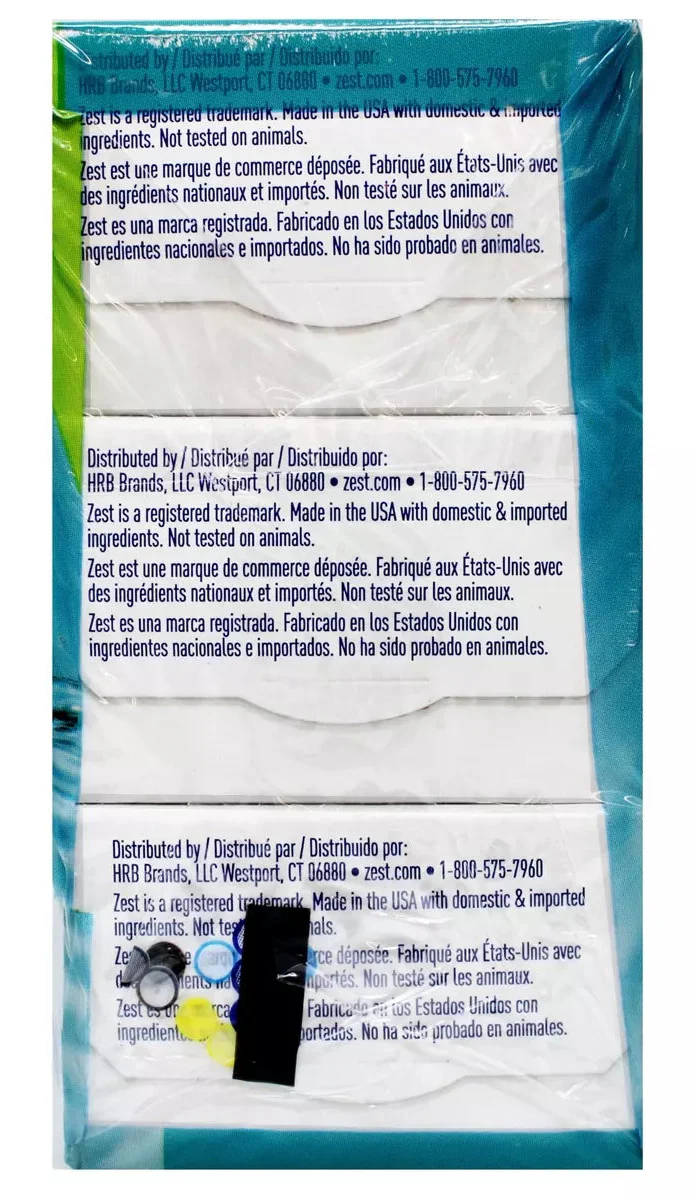 Distributed by / Distribué par / Distribuido por:
HRB Brands, LLC Westport, CT 06880 • zest.com • 1-800-575-7960
Zest is a registered trademark. Made in the USA with domestic & imported
ingredients. Not tested on animals.
Zest est une marque de commerce déposée. Fabriqué aux États-Unis avec
des ingrédients nationaux et importés. Non testé sur les animaux.
Zest es una marca registrada. Fabricado en los Estados Unidos con
ingredientes nacionales e importados. No ha sido probado en animales.
Distributed by / Distribué par / Distribuido por:
HRB Brands, LLC Westport, CT 06880 • zest.com • 1-800-575-7960
Zest is a registered trademark. Made in the USA with domestic & imported
ingredients. Not tested on animals.
Zest est une marque de commerce déposée. Fabriqué aux États-Unis avec
des ingrédients nationaux et importés. Non testé sur les animaux.
Zest es una marca registrada. Fabricado en los Estados Unidos con
ingredientes nacionales e importados. No ha sido probado en animales.
Distributed by / Distribué par / Distribuido por:
HRB Brands, LLC Westport, CT 06880 • zest.com • 1-800-575-7960
Zest is a registered trademark. Made in the USA with domestic & imported
ingredients. Not
déposée. Fabriqué aux États-Unis avec
Non testé sur les animaux.
Zest Fabricado en los Estados Unidos con
No ha sido probado en animales.